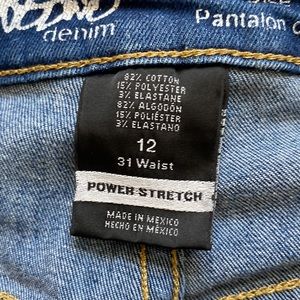 denim
Pantalon
82% COTTON
15% POLYESTER
3% ELASTANE
82% ALGODÓN
15% POLIÉSTER
3% ELASTANO
12
31 Waist
POWER STRETCH
MADE IN MEXICO
HECHO EN MÉXICO